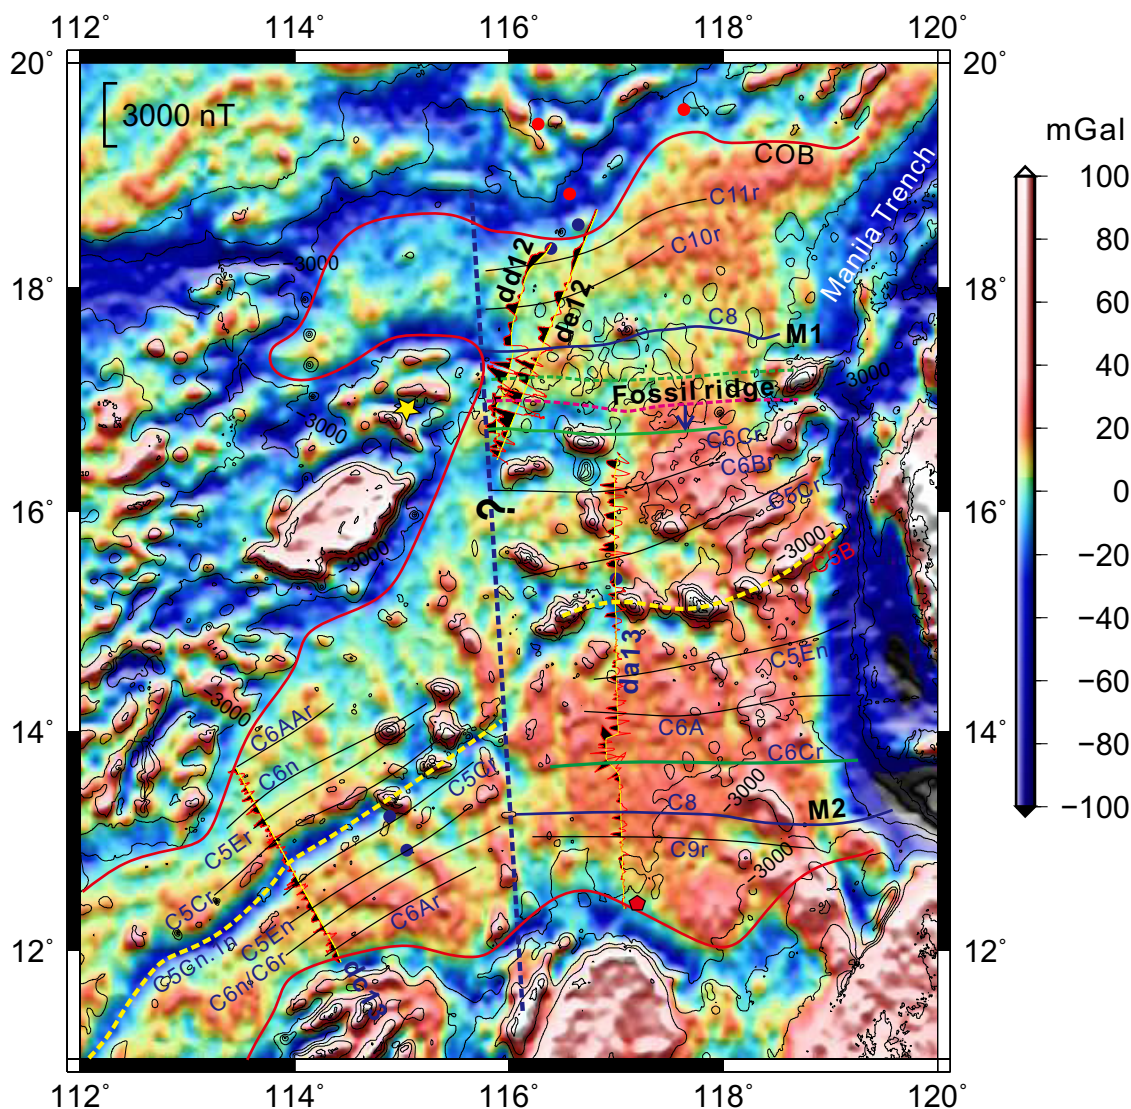 112° 114° 116° 118° 120°
20° 20°
3000 nT
mGal
COB
100
Manila Trench
C11r
80
C10r
dd12
−3000
18° 18°
de12
60
C8
M1
40
−3000
Fossil ridge
−3000
20
C6Cr
C6Br
0
C5Cr
16° 16°
?
−3000
−20
−3000
C5B
−40
da13
C5En
−60
−3000
C6AAr
C6A
14° 14°
−80
C6Cr
C6n
C5Cr
−3000
−100
C8
M2
C5Er
C9r
−3000
C5Cr
C6Ar
C5En
12° 12°
C6n/C6r
112° 114° 116° 118° 120°